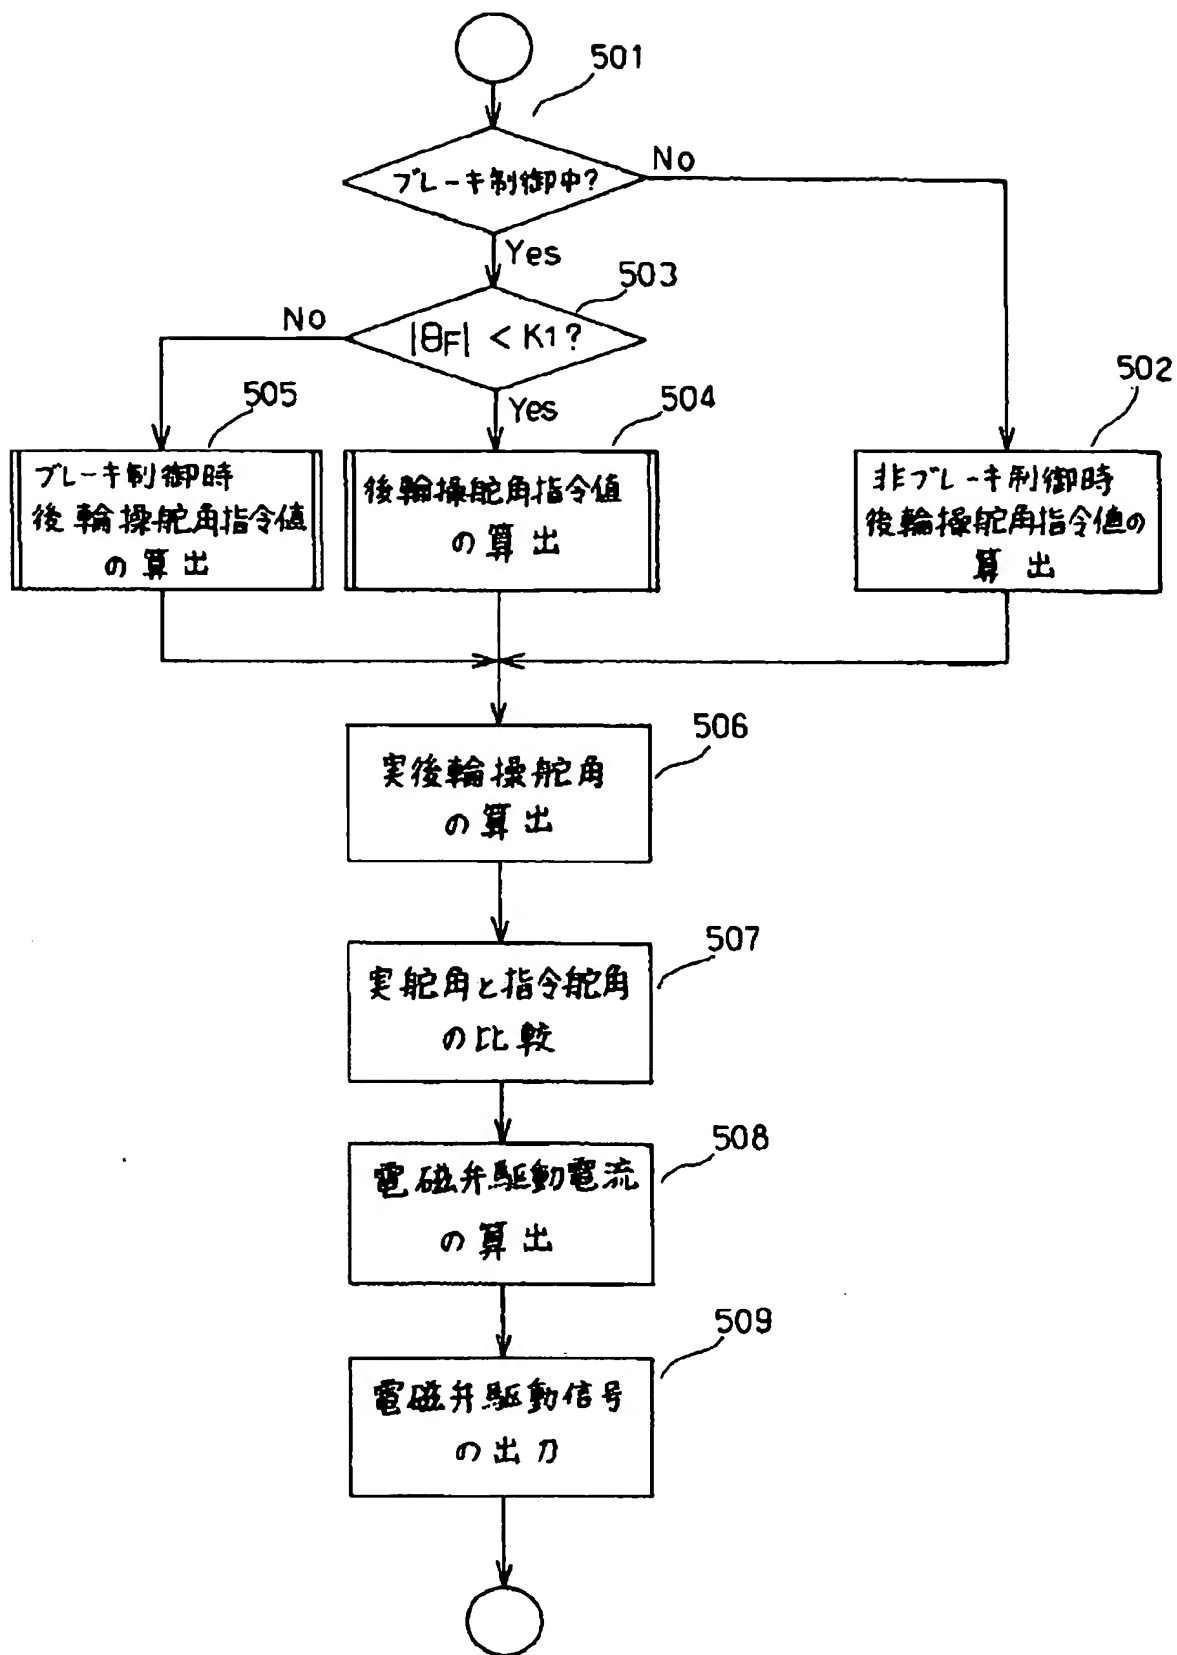 501
ブレーキ制御中?
No
Yes
503
|θF| < K1?
No
Yes
505
504
502
ブレーキ制御時
後輪操舵角指令値
の算出
後輪操舵角指令値
の算出
非ブレーキ制御時
後輪操舵角指令値の
算出
506
実後輪操舵角
の算出
507
実舵角と指令舵角
の比較
508
電磁弁駆動電流
の算出
509
電磁弁駆動信号
の出力